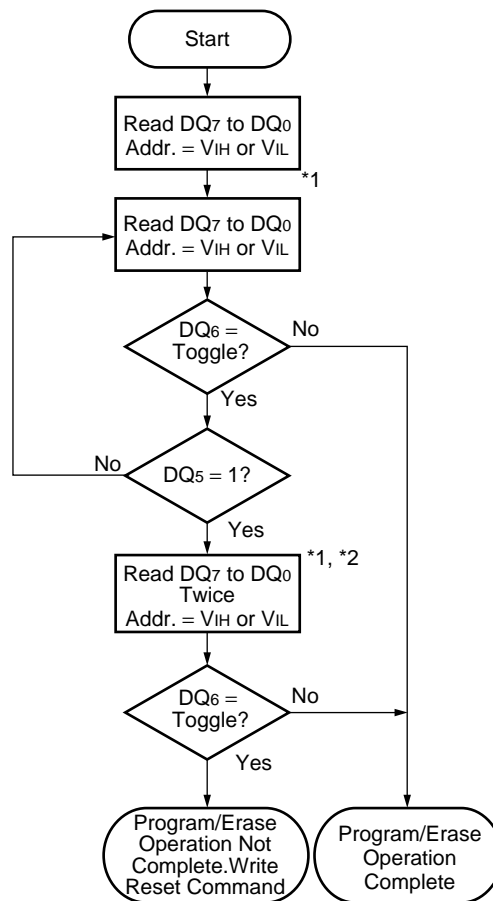 Start
Read DQ7 to DQ0
Addr. = VIH or VIL
*1
Read DQ7 to DQ0
Addr. = VIH or VIL
DQ6 =
Toggle?
No
Yes
No
DQ5 = 1?
Yes
*1, *2
Read DQ7 to DQ0
Twice
Addr. = VIH or VIL
DQ6 =
Toggle?
No
Yes
Program/Erase
Operation Not
Complete.Write
Reset Command
Program/Erase
Operation
Complete